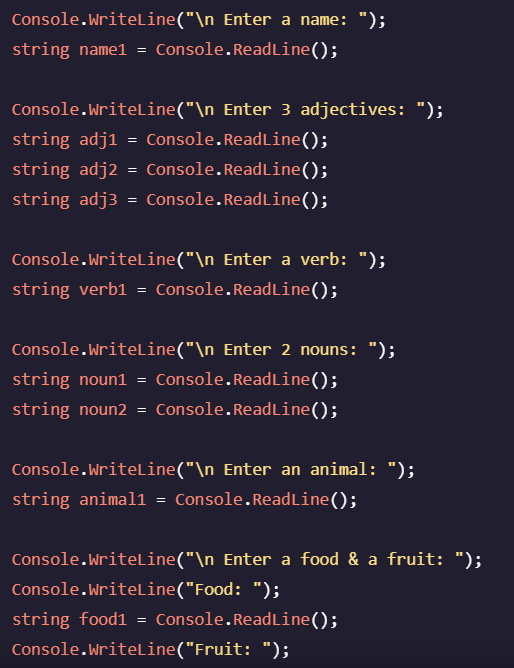 Console.WriteLine("\n Enter a name: ");
string name1 = Console.ReadLine();
Console.WriteLine("\n Enter 3 adjectives: ");
string adj1 = Console.ReadLine();
string adj2 = Console.ReadLine();
string adj3 = Console.ReadLine();
Console.WriteLine("\n Enter a verb: ");
string verb1 = Console.ReadLine();
Console.WriteLine("\n Enter 2 nouns: ");
string noun1 = Console.ReadLine();
string noun2 = Console.ReadLine();
Console.WriteLine("\n Enter an animal: ");
string animal1 = Console.ReadLine();
Console.WriteLine("\n Enter a food & a fruit: ");
Console.WriteLine("Food: ");
string food1 = Console.ReadLine();
Console.WriteLine("Fruit: ");